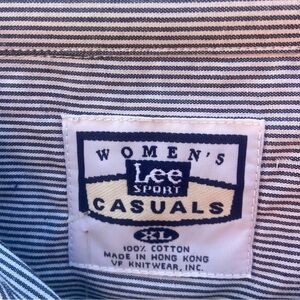 WOMEN'S
Lee
SPORT
CASUALS
XL
100% COTTON
MADE IN HONG KONG
VF KNITWEAR, INC.